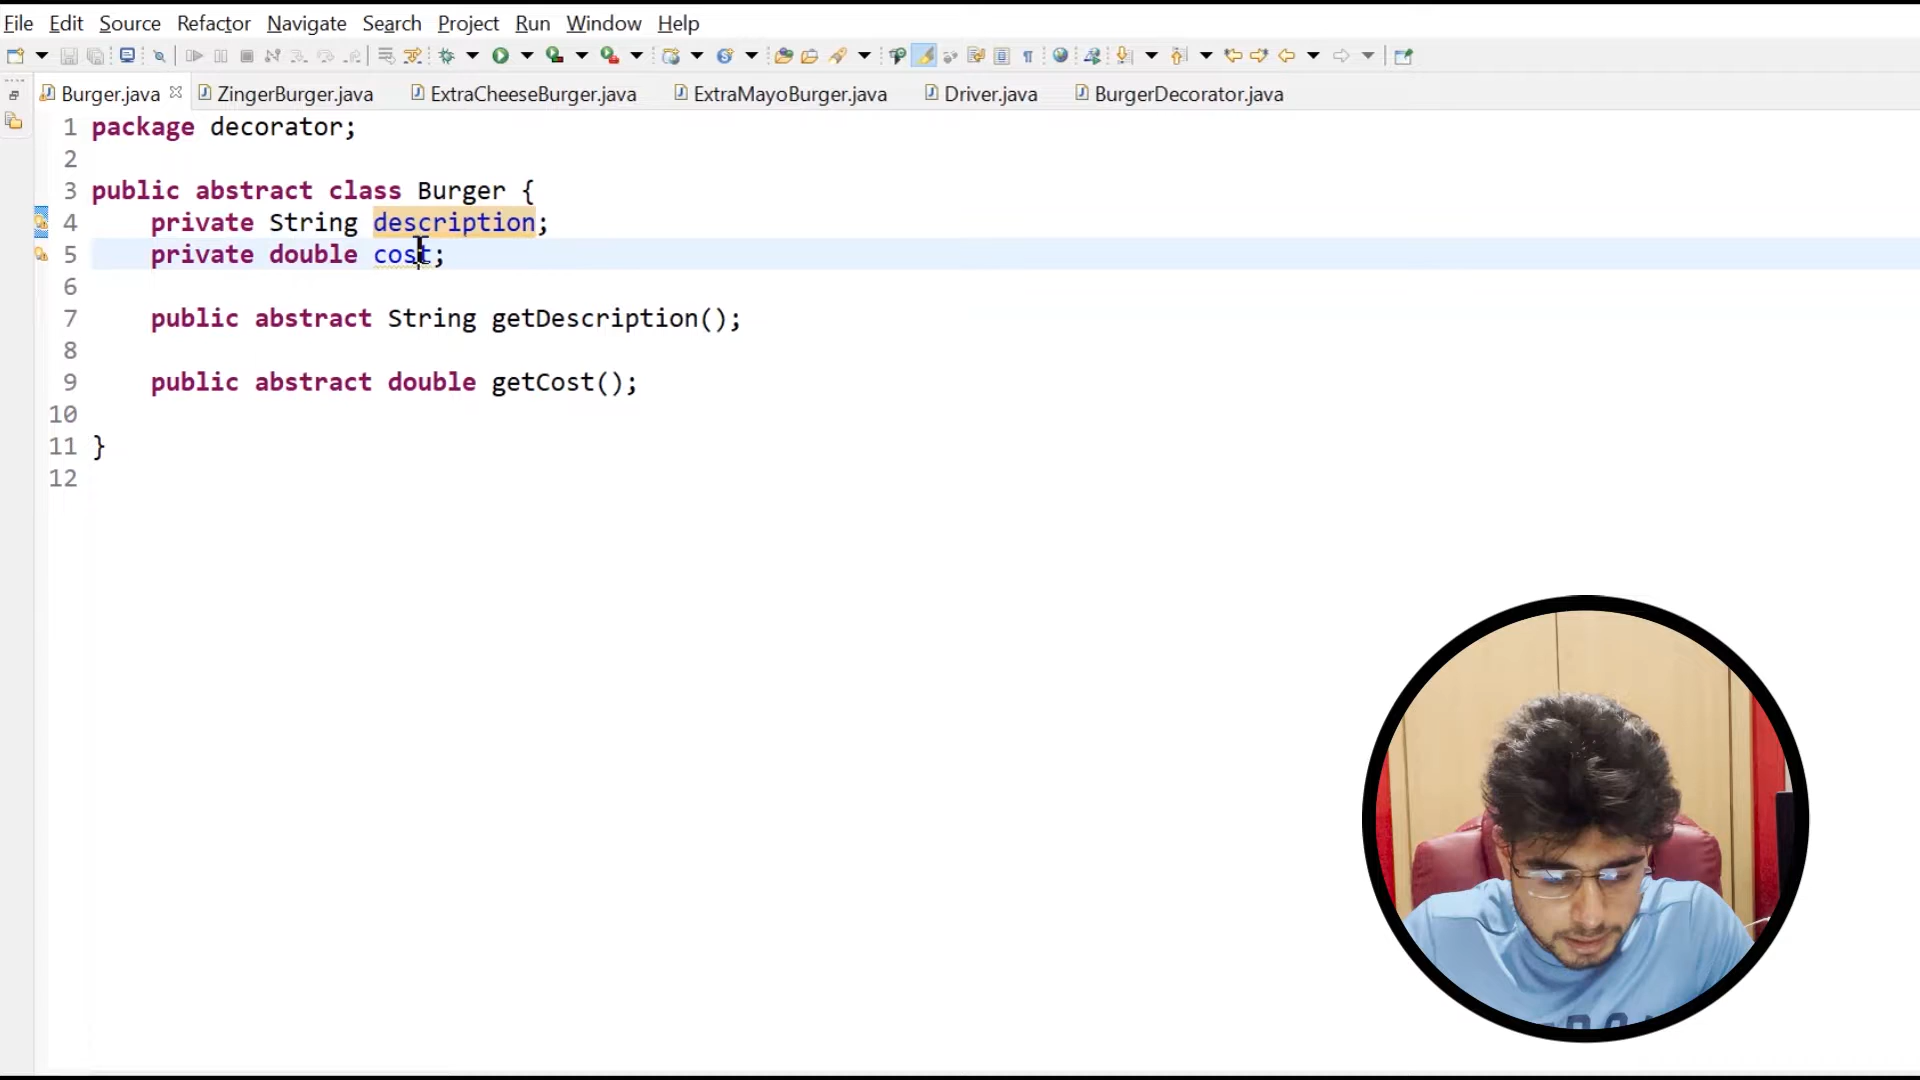 File Edit Source Refactor Navigate Search Project Run Window Help
Burger.java ZingerBurger.java ExtraCheeseBurger.java ExtraMayoBurger.java Driver.java BurgerDecorator.java
1 package decorator;
2
3 public abstract class Burger {
4 private String description;
5 private double cost;
6
7 public abstract String getDescription();
8
9 public abstract double getCost();
10
11 }
12